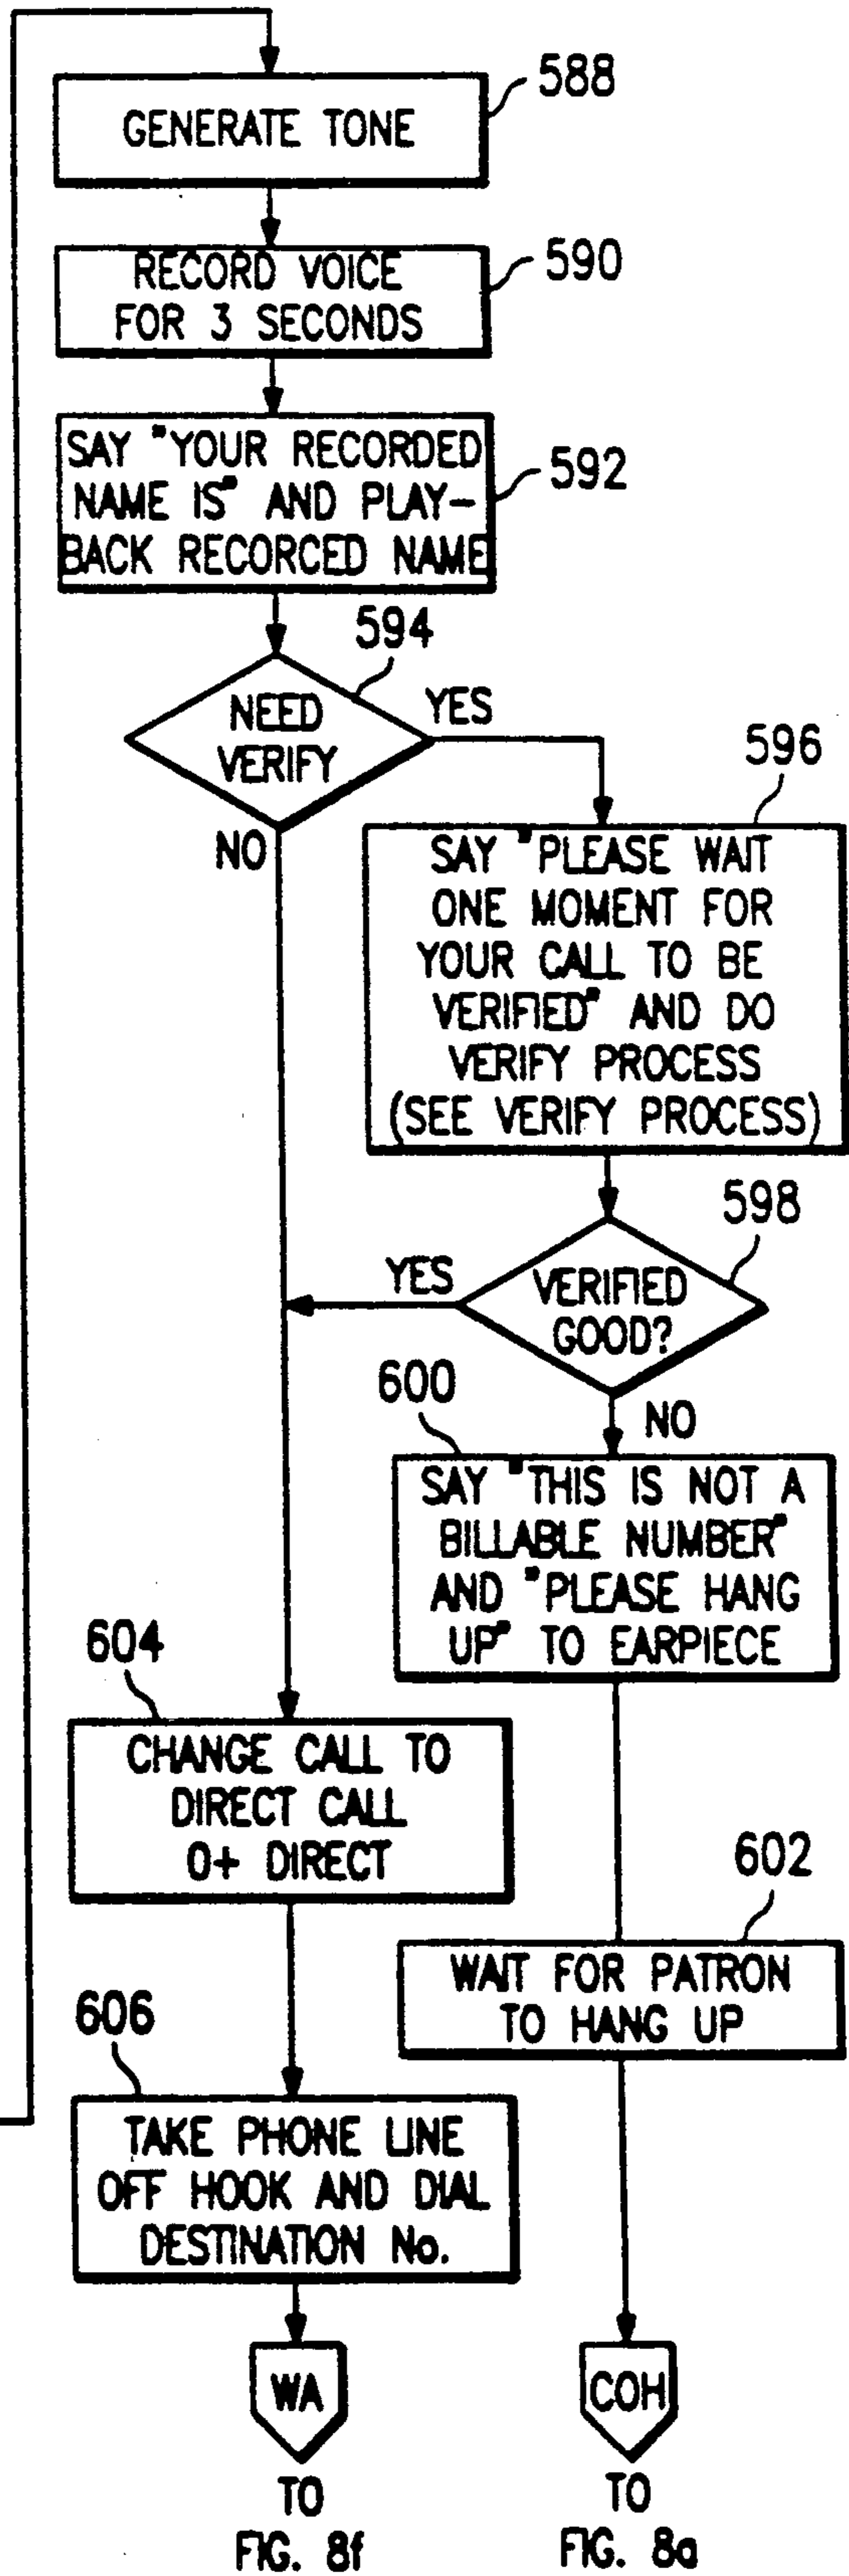 588
GENERATE TONE
590
RECORD VOICE
FOR 3 SECONDS
SAY "YOUR RECORDED
NAME IS" AND PLAY-
BACK RECORCED NAME
592
594
NEED
VERIFY
YES
NO
596
SAY "PLEASE WAIT
ONE MOMENT FOR
YOUR CALL TO BE
VERIFIED" AND DO
VERIFY PROCESS
(SEE VERIFY PROCESS)
598
VERIFIED
GOOD?
YES
NO
600
SAY "THIS IS NOT A
BILLABLE NUMBER"
AND "PLEASE HANG
UP" TO EARPIECE
604
CHANGE CALL TO
DIRECT CALL
0+ DIRECT
602
WAIT FOR PATRON
TO HANG UP
606
TAKE PHONE LINE
OFF HOOK AND DIAL
DESTINATION No.
WA
TO
FIG. 8f
COH
TO
FIG. 8a